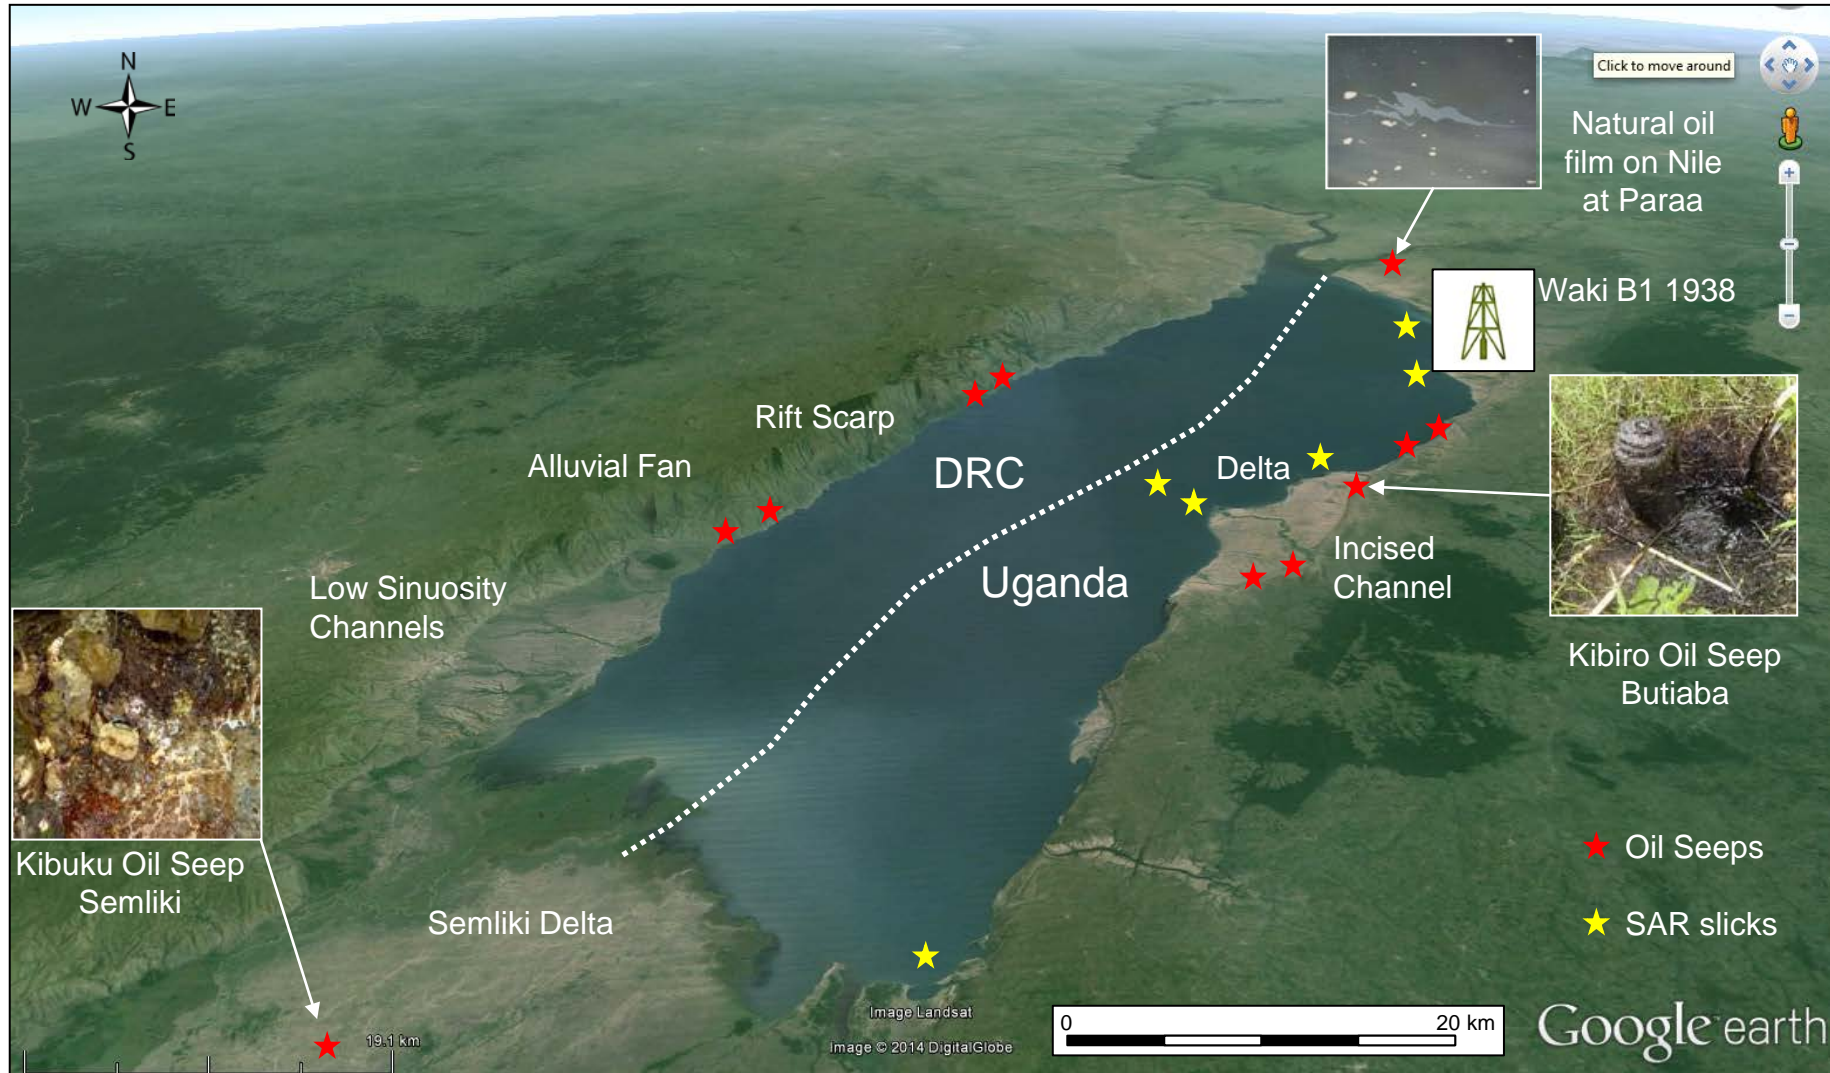 N
W E
S
Click to move around
Natural oil
film on Nile
at Paraa
Waki B1 1938
Rift Scarp
Alluvial Fan
DRC
Delta
Low Sinuosity
Channels
Uganda
Incised
Channel
Kibiro Oil Seep
Butiaba
Kibuku Oil Seep
Semliki
Semliki Delta
Oil Seeps
SAR slicks
Image Landsat
Image © 2014 DigitalGlobe
19.1 km
0 20 km
Google earth